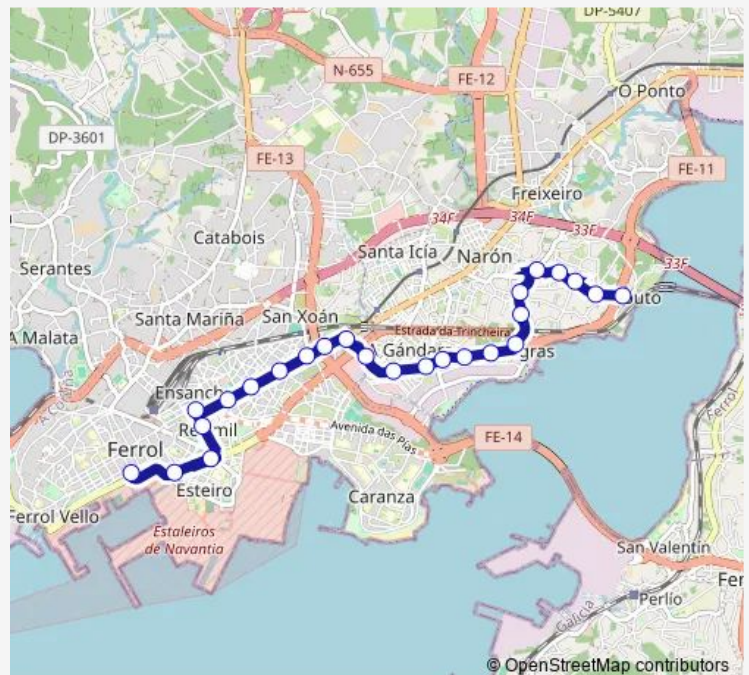 DP-5407
N-655
FE-12
O Ponto
DP-3601
FE-13
FE-11
Freixeiro
34F
34F
33F
Catabois
Santa Icía
Narón
Serantes
33F
uto
Santa Mariña
San Xoán
A Malata
Estrada da Trincheira
Gándar
gras
Ensanch
A Coruña
Ferrol
Re
mil
Avenida das Pías
Ferrol
FE-14
Esteiro
Caranza
Ferrol Vello
Estaleiros
de Navantia
San Valentín
Fer
Perlío
Galicia
© OpenStreetMap contributors